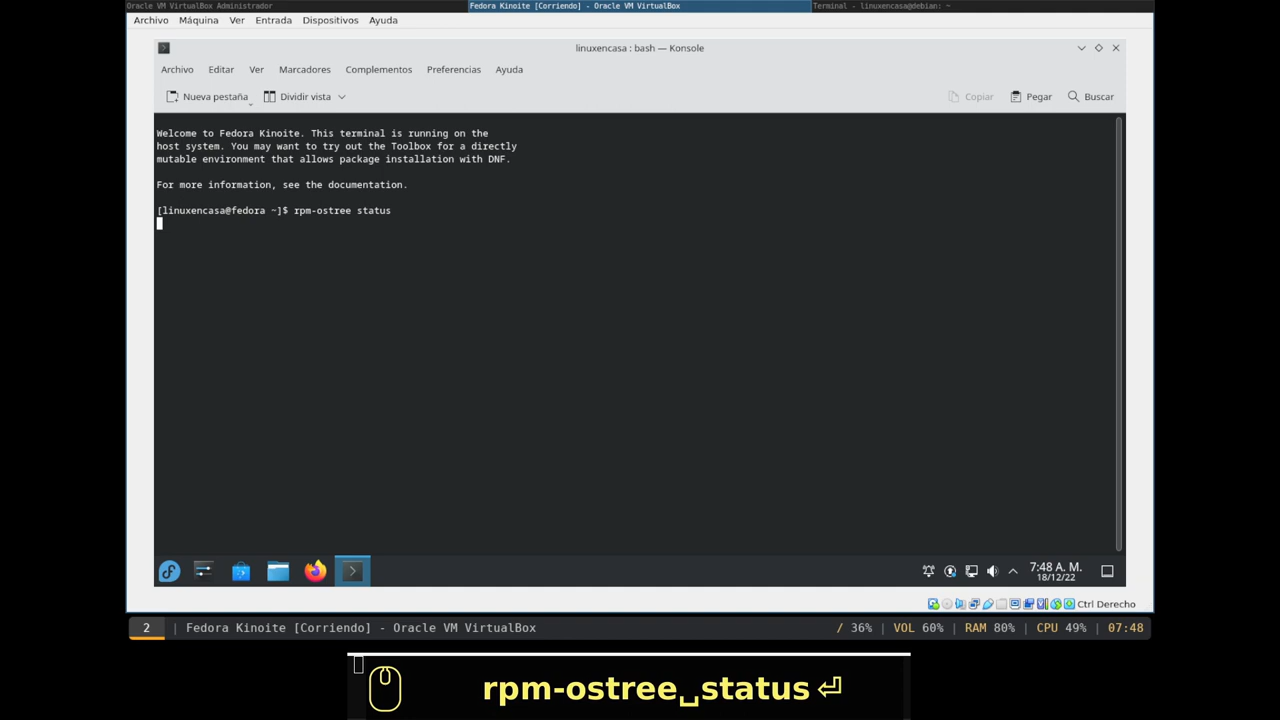 Oracle VM VirtualBox Administrador
Fedora Kinoite [Corriendo] - Oracle VM VirtualBox
Terminal - linuxencasa@debian: ~
Archivo Máquina Ver Entrada Dispositivos Ayuda
linuxencasa : bash — Konsole
Archivo Editar Ver Marcadores Complementos Preferencias Ayuda
Nueva pestaña Dividir vista Copiar Pegar Buscar
Welcome to Fedora Kinoite. This terminal is running on the
host system. You may want to try out the Toolbox for a directly
mutable environment that allows package installation with DNF.
For more information, see the documentation.
[linuxencasa@fedora ~]$ rpm-ostree status
7:48 A. M.
18/12/22
Ctrl Derecho
2 | Fedora Kinoite [Corriendo] - Oracle VM VirtualBox / 36% | VOL 60% | RAM 80% | CPU 49% | 07:48
rpm-ostree␣status⏎